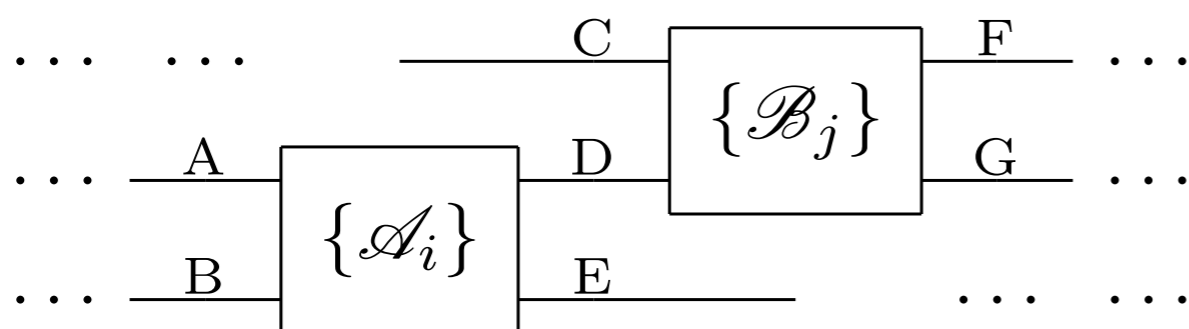 ... ... C F ...
{ℬ_j}
... A D G ...
{𝒜_i}
... B E ... ...